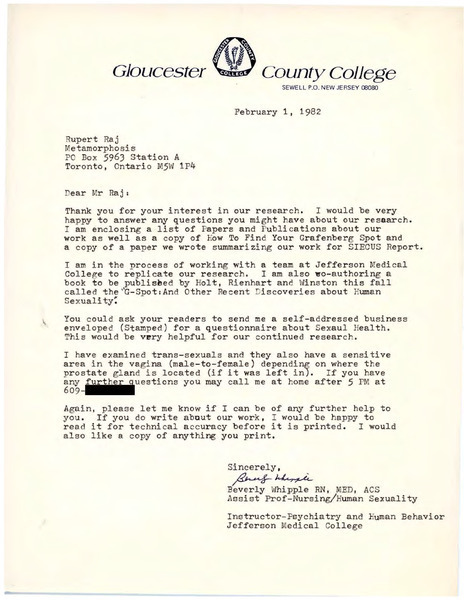 Gloucester County College
SEWELL P.O. NEW JERSEY 08080
February 1, 1982
Rupert Raj
Metamorphosis
PO Box 5963 Station A
Toronto, Ontario M5W 1P4
Dear Mr Raj:
Thank you for your interest in our research. I would be very
happy to answer any questions you might have about our research.
I am enclosing a list of Papers and Publications about our
work as well as a copy of How To Find Your Grafenberg Spot and
a copy of a paper we wrote summarizing our work for SIECUS Report.
I am in the process of working with a team at Jefferson Medical
College to replicate our research. I am also co-authoring a
book to be published by Holt, Rienhart and Winston this fall
called the "G-Spot:And Other Recent Discoveries about Human
Sexuality".
You could ask your readers to send me a self-addressed business
enveloped (Stamped) for a questionnaire about Sexaul Health.
This would be very helpful for our continued research.
I have examined trans-sexuals and they also have a sensitive
area in the vagina (male-to-female) depending on where the
prostate gland is located (if it was left in). If you have
any further questions you may call me at home after 5 PM at
609-
Again, please let me know if I can be of any further help to
you. If you do write about our work, I would be happy to
read it for technical accuracy before it is printed. I would
also like a copy of anything you print.
Sincerely,
Beverly Whipple
Beverly Whipple RN, MED, ACS
Assist Prof-Nursing/Human Sexuality
Instructor-Psychiatry and Human Behavior
Jefferson Medical College